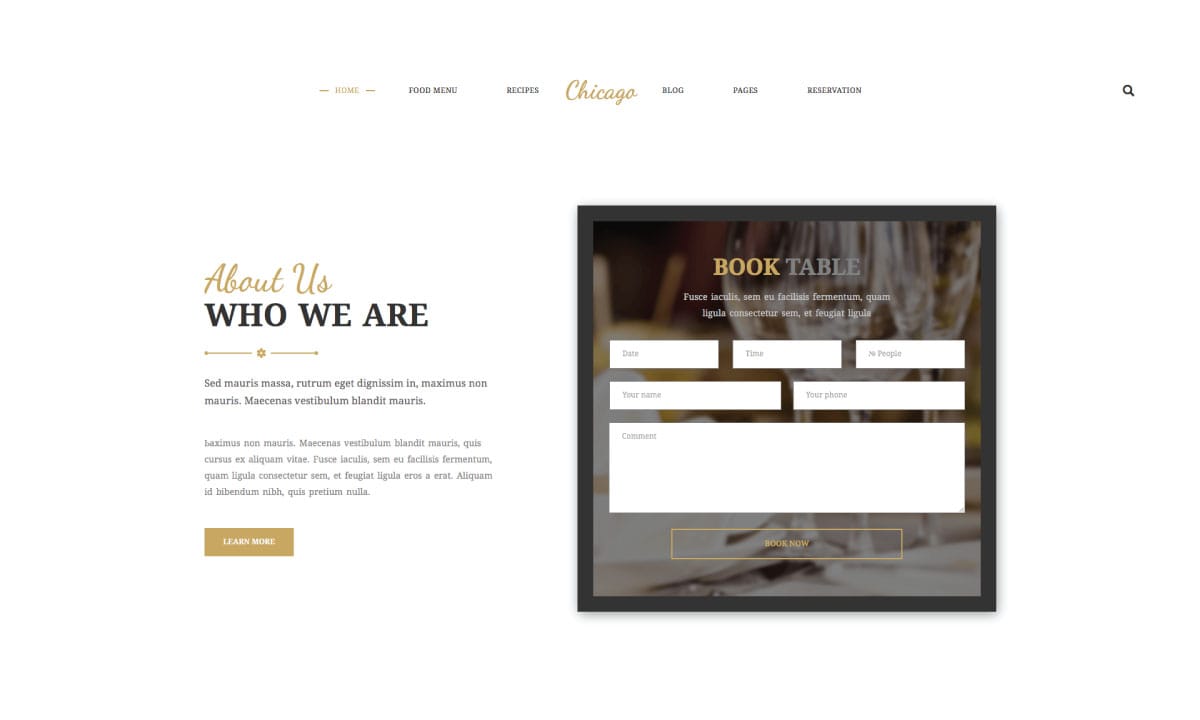 HOME
FOOD MENU
RECIPES
Chicago
BLOG
PAGES
RESERVATION
About Us
WHO WE ARE
Sed mauris massa, rutrum eget dignissim in, maximus non
mauris. Maecenas vestibulum blandit mauris.
Łaximus non mauris. Maecenas vestibulum blandit mauris, quis
cursus ex aliquam vitae. Fusce iaculis, sem eu facilisis fermentum,
quam ligula consectetur sem, et feugiat ligula eros a erat. Aliquam
id bibendum nibh, quis pretium nulla.
LEARN MORE
BOOK TABLE
Fusce iaculis, sem eu facilisis fermentum, quam
ligula consectetur sem, et feugiat ligula
Date
Time
№ People
Your name
Your phone
Comment
BOOK NOW